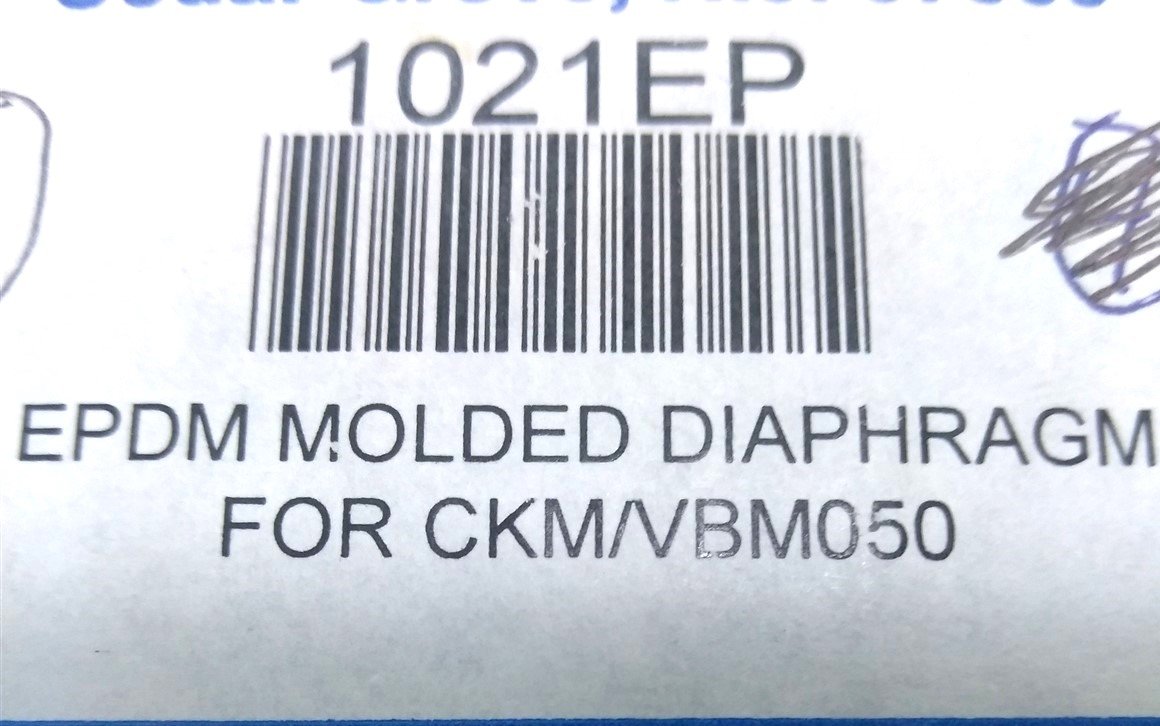 1021EP
EPDM MOLDED DIAPHRAGM
FOR CKM/VBM050